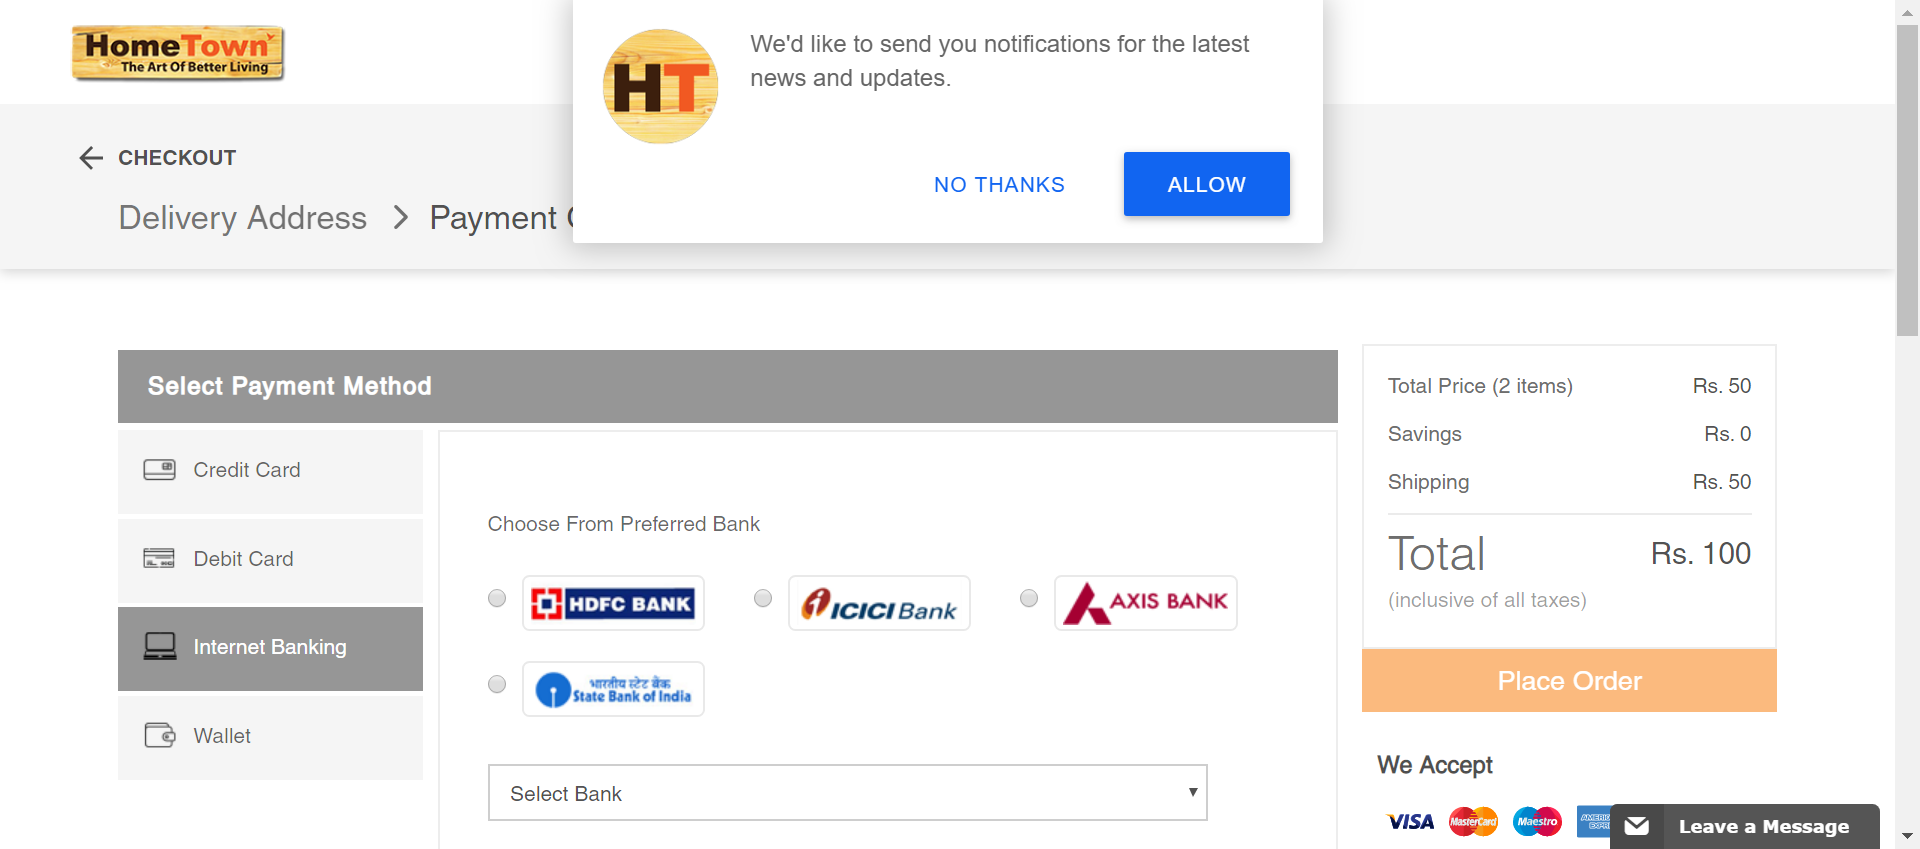 HomeTown
The Art Of Better Living
HT
We'd like to send you notifications for the latest
news and updates.
NO THANKS
ALLOW
CHECKOUT
Delivery Address
Payment
Select Payment Method
Credit Card
Debit Card
Internet Banking
Wallet
Choose From Preferred Bank
HDFC BANK
ICICI Bank
AXIS BANK
भारतीय स्टेट बैंक
State Bank of India
Select Bank
Total Price (2 items) Rs. 50
Savings Rs. 0
Shipping Rs. 50
Total Rs. 100
(inclusive of all taxes)
Place Order
We Accept
VISA
MasterCard
Maestro
Leave a Message